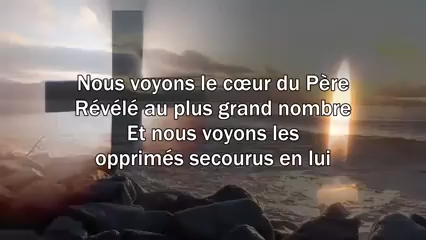 Nous voyons le cœur du Père
Révélé au plus grand nombre
Et nous voyons les
opprimés secourus en lui